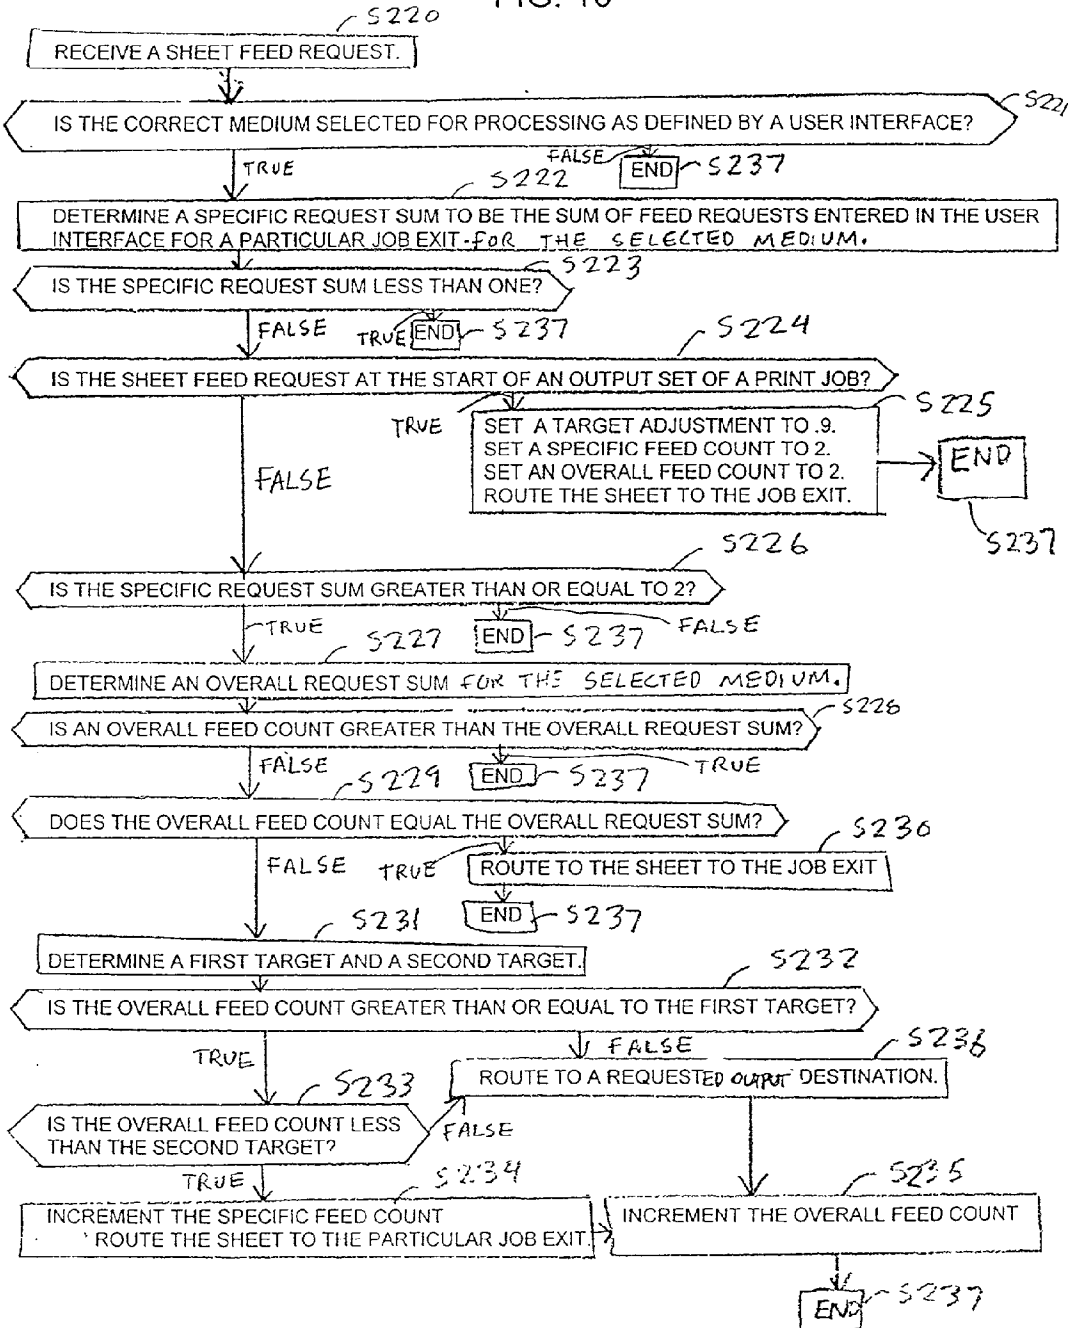 S220
RECEIVE A SHEET FEED REQUEST.
S221
IS THE CORRECT MEDIUM SELECTED FOR PROCESSING AS DEFINED BY A USER INTERFACE?
TRUE
FALSE
END
S237
S222
DETERMINE A SPECIFIC REQUEST SUM TO BE THE SUM OF FEED REQUESTS ENTERED IN THE USER
INTERFACE FOR A PARTICULAR JOB EXIT FOR THE SELECTED MEDIUM.
S223
IS THE SPECIFIC REQUEST SUM LESS THAN ONE?
FALSE
TRUE
END
S237
S224
IS THE SHEET FEED REQUEST AT THE START OF AN OUTPUT SET OF A PRINT JOB?
TRUE
S225
SET A TARGET ADJUSTMENT TO .9.
SET A SPECIFIC FEED COUNT TO 2.
SET AN OVERALL FEED COUNT TO 2.
ROUTE THE SHEET TO THE JOB EXIT.
END
S237
FALSE
S226
IS THE SPECIFIC REQUEST SUM GREATER THAN OR EQUAL TO 2?
TRUE
END
S237
FALSE
S227
DETERMINE AN OVERALL REQUEST SUM FOR THE SELECTED MEDIUM.
S228
IS AN OVERALL FEED COUNT GREATER THAN THE OVERALL REQUEST SUM?
FALSE
END
S237
TRUE
S229
DOES THE OVERALL FEED COUNT EQUAL THE OVERALL REQUEST SUM?
FALSE
TRUE
S230
ROUTE TO THE SHEET TO THE JOB EXIT
END
S237
S231
DETERMINE A FIRST TARGET AND A SECOND TARGET.
S232
IS THE OVERALL FEED COUNT GREATER THAN OR EQUAL TO THE FIRST TARGET?
TRUE
FALSE
S236
ROUTE TO A REQUESTED OUTPUT DESTINATION.
S233
IS THE OVERALL FEED COUNT LESS
THAN THE SECOND TARGET?
FALSE
TRUE
S234
INCREMENT THE SPECIFIC FEED COUNT
ROUTE THE SHEET TO THE PARTICULAR JOB EXIT.
S235
INCREMENT THE OVERALL FEED COUNT
END
S237